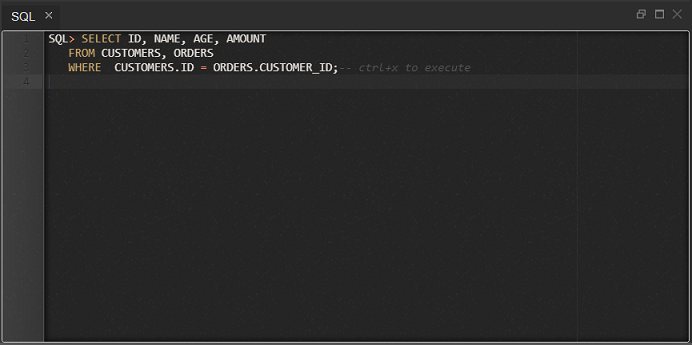 SQL
1 SQL> SELECT ID, NAME, AGE, AMOUNT
2 FROM CUSTOMERS, ORDERS
3 WHERE  CUSTOMERS.ID = ORDERS.CUSTOMER_ID;-- ctrl+x to execute
4